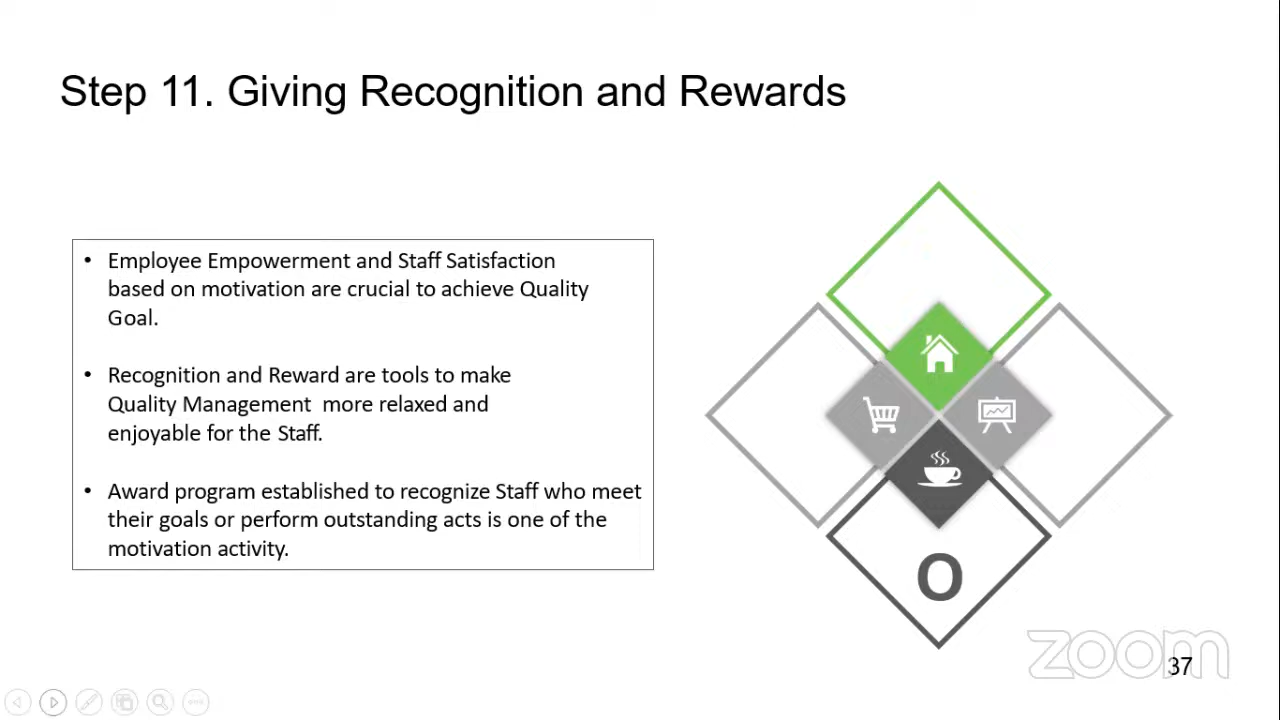 Step 11. Giving Recognition and Rewards
• Employee Empowerment and Staff Satisfaction
based on motivation are crucial to achieve Quality
Goal.
• Recognition and Reward are tools to make
Quality Management more relaxed and
enjoyable for the Staff.
• Award program established to recognize Staff who meet
their goals or perform outstanding acts is one of the
motivation activity.
O
zoom
37